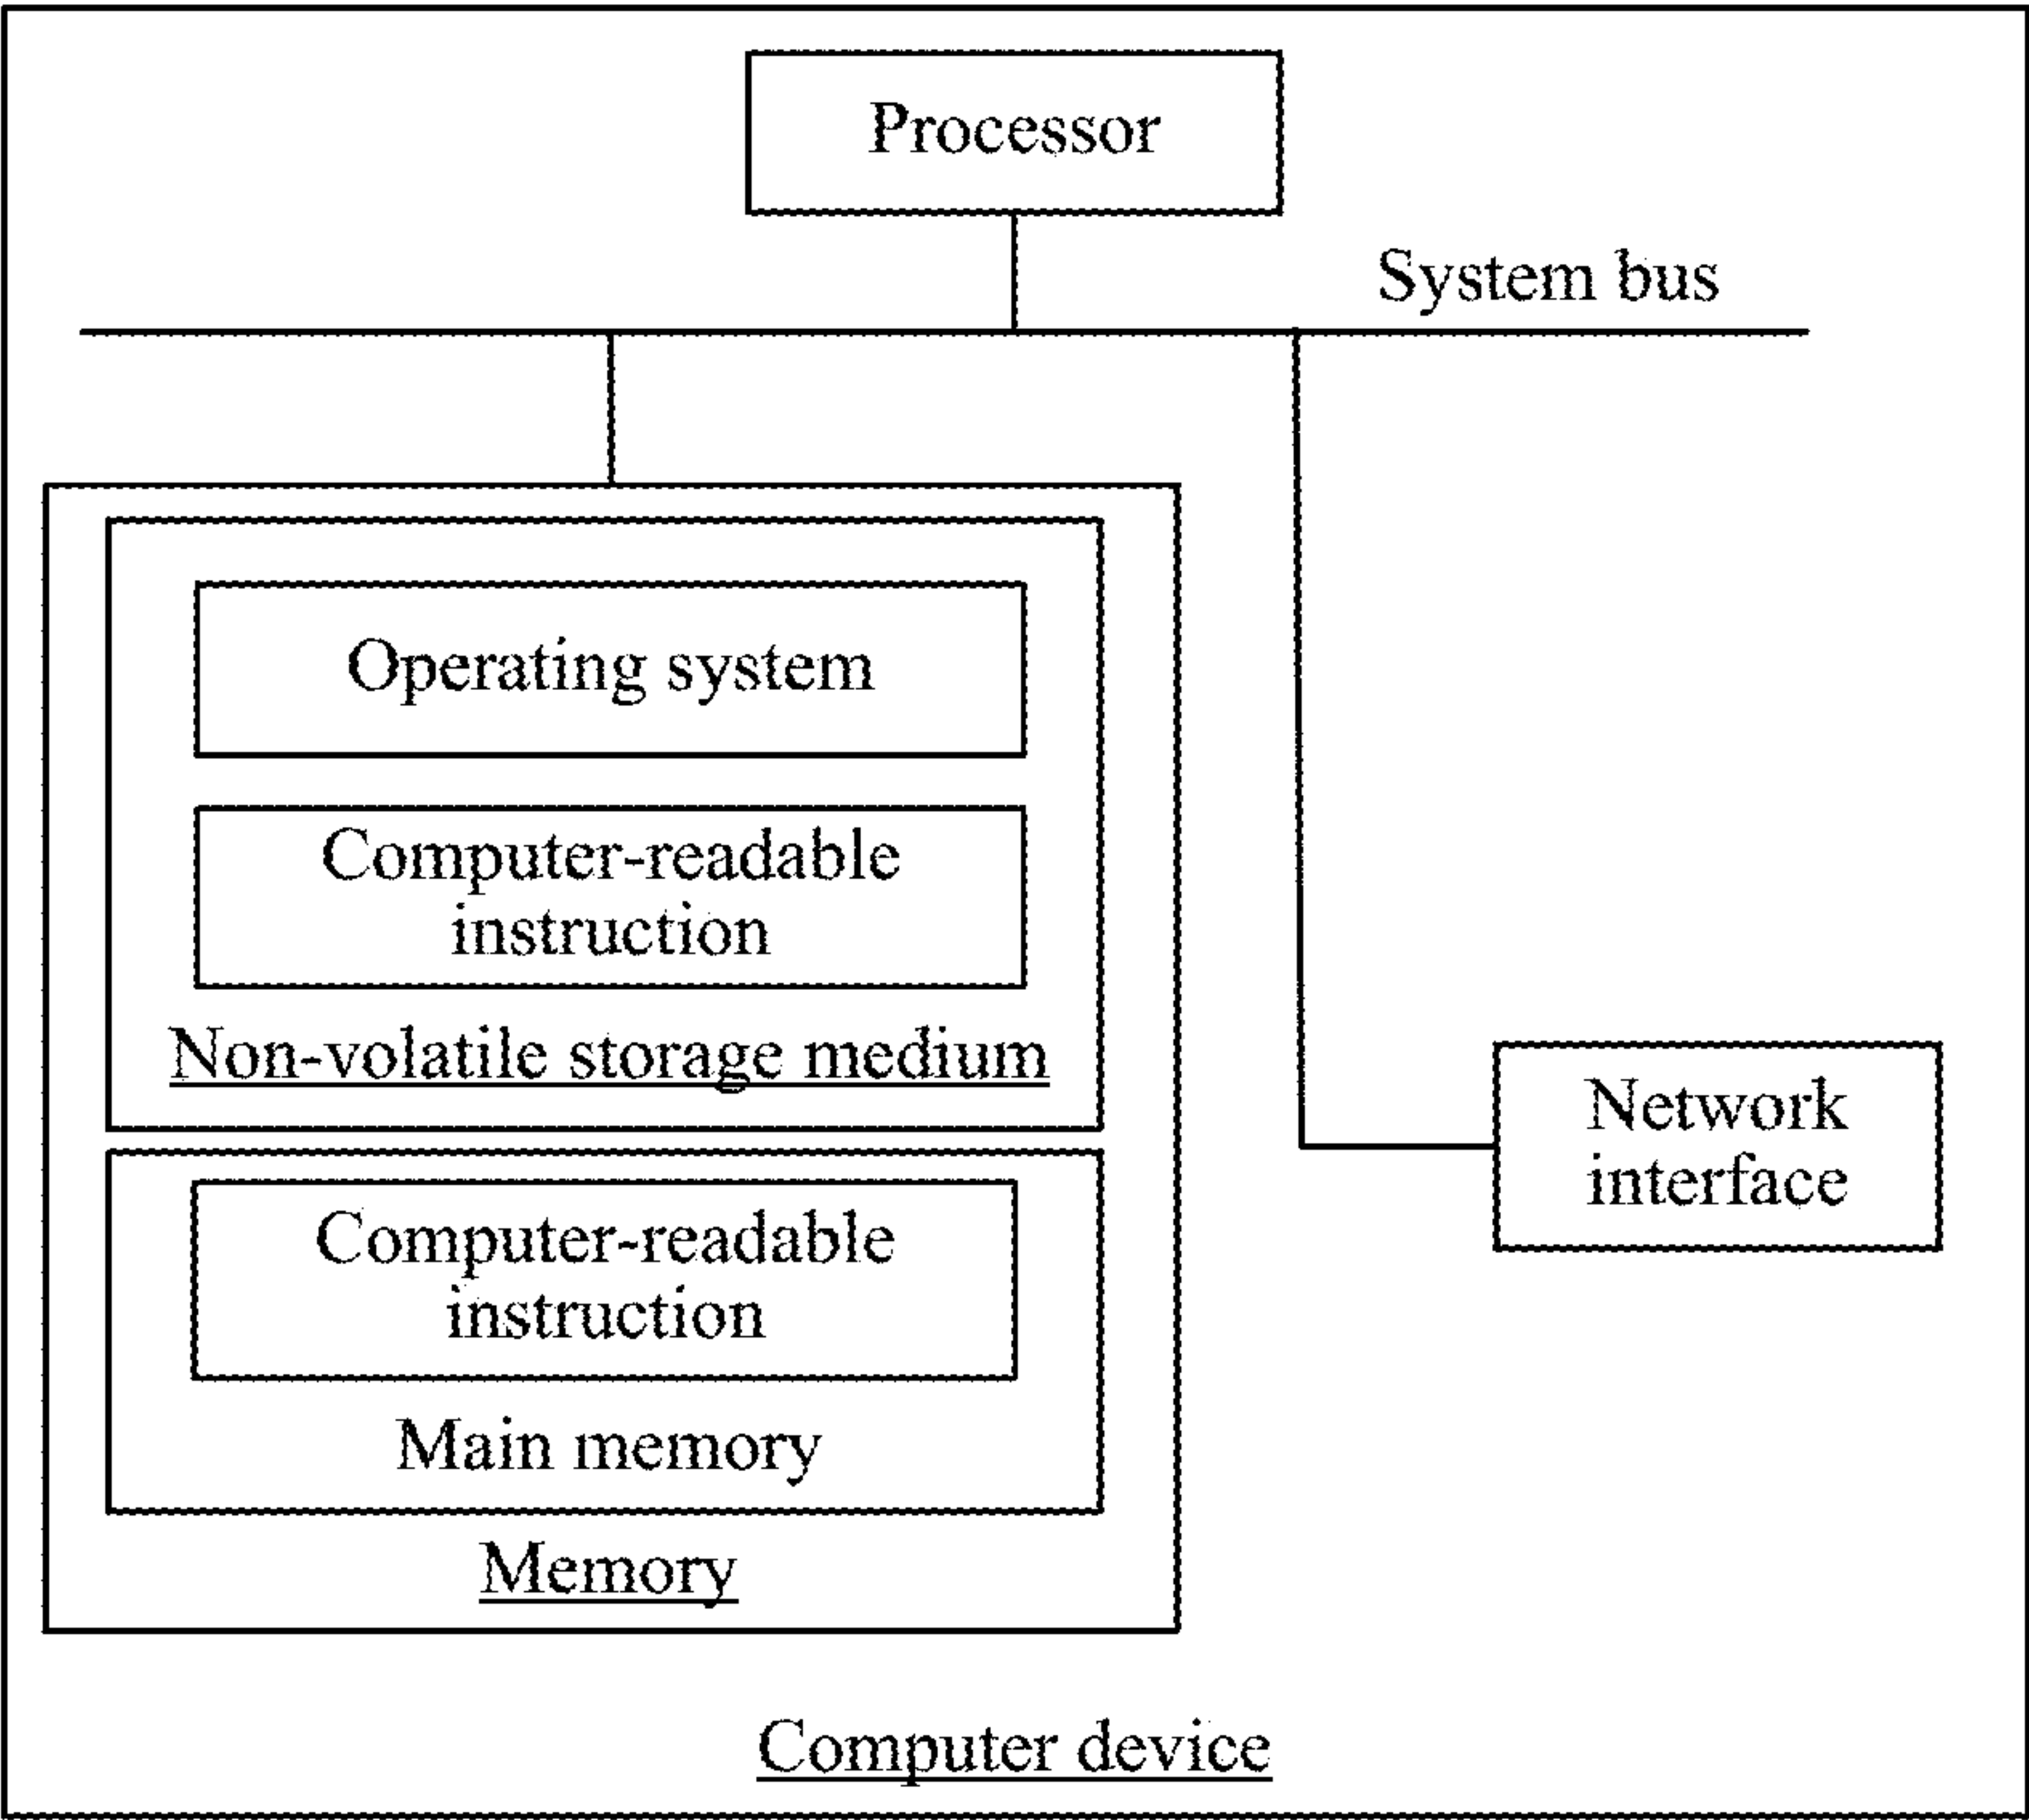 Processor
System bus
Operating system
Computer-readable
instruction
Non-volatile storage medium
Computer-readable
instruction
Main memory
Memory
Network
interface
Computer device